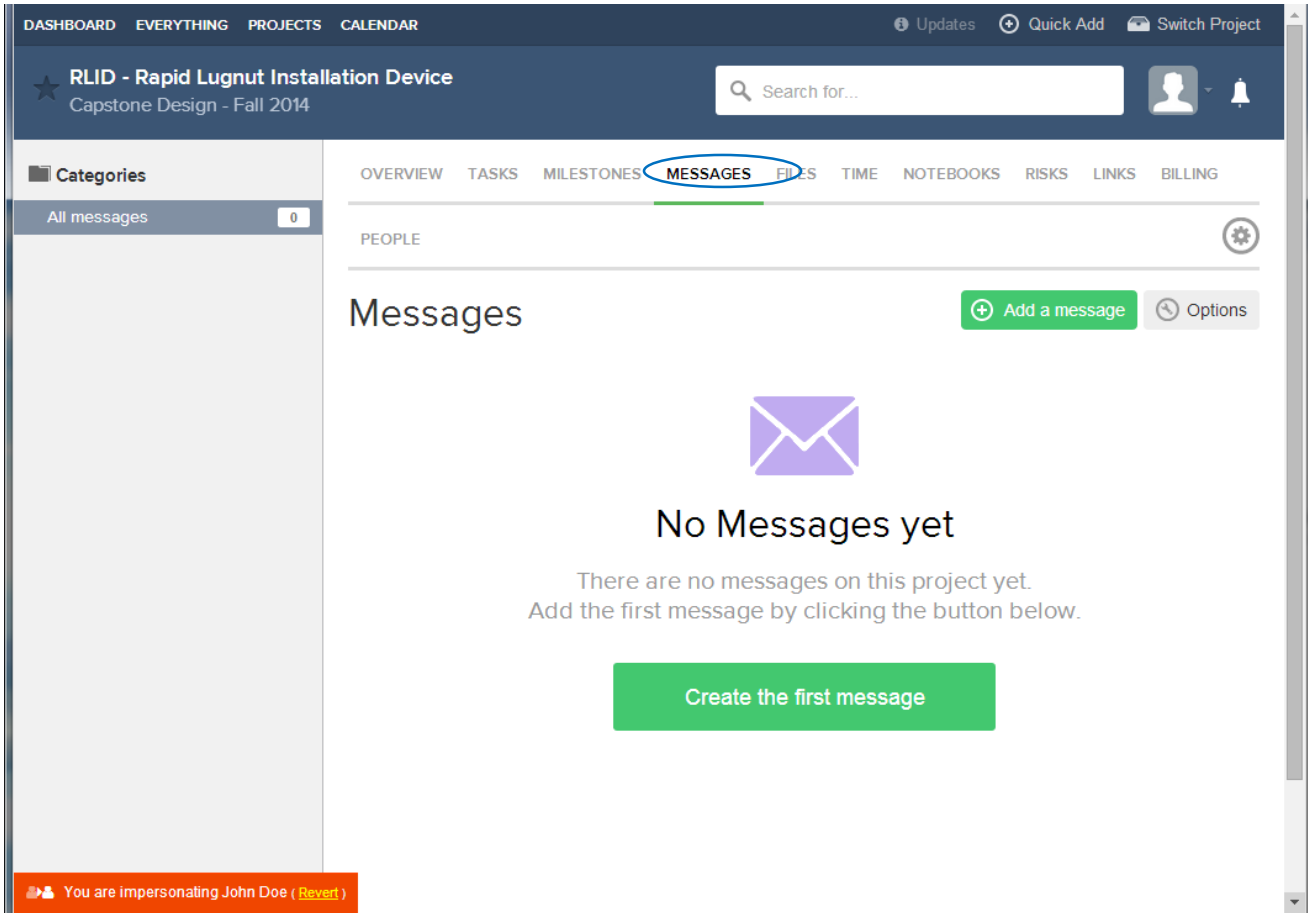 DASHBOARD EVERYTHING PROJECTS CALENDAR Updates Quick Add Switch Project
RLID - Rapid Lugnut Installation Device
Capstone Design - Fall 2014
Search for...
Categories
All messages 0
OVERVIEW TASKS MILESTONES MESSAGES FILES TIME NOTEBOOKS RISKS LINKS BILLING
PEOPLE
Messages
Add a message Options
No Messages yet
There are no messages on this project yet.
Add the first message by clicking the button below.
Create the first message
You are impersonating John Doe ( Revert )